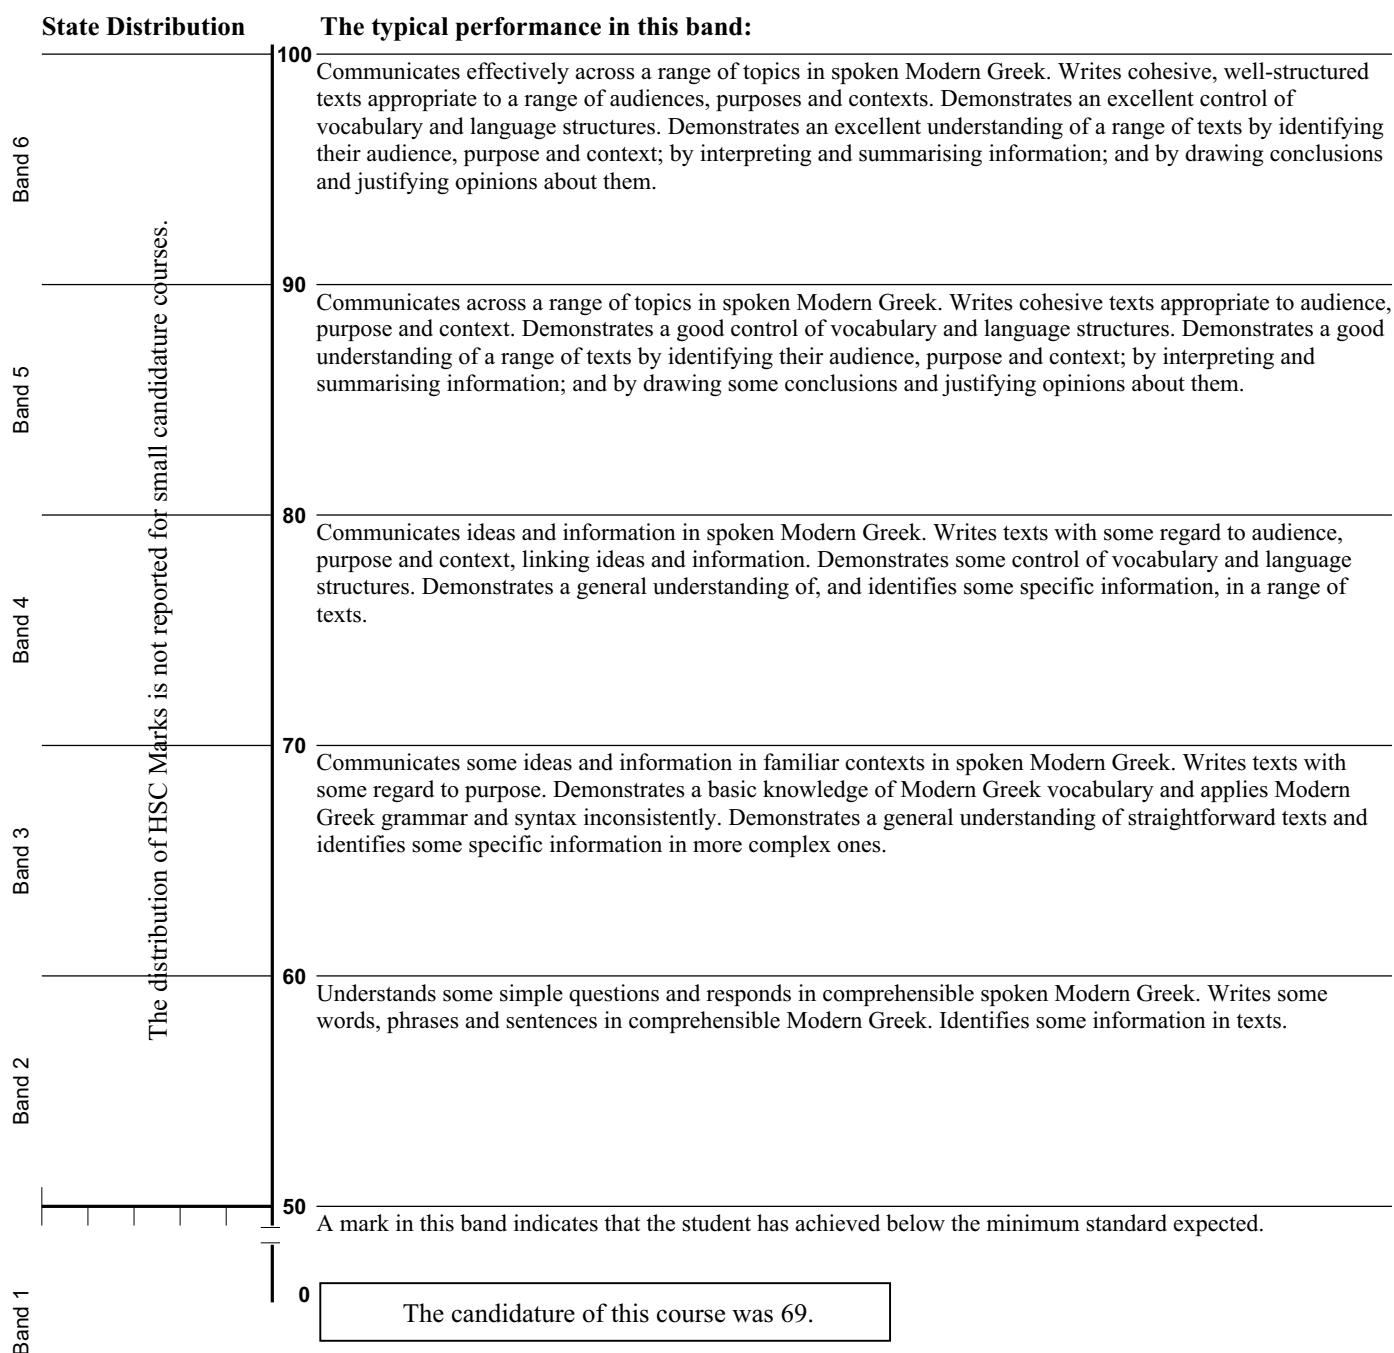 State Distribution
The typical performance in this band:
100
Communicates effectively across a range of topics in spoken Modern Greek. Writes cohesive, well-structured
texts appropriate to a range of audiences, purposes and contexts. Demonstrates an excellent control of
vocabulary and language structures. Demonstrates an excellent understanding of a range of texts by identifying
their audience, purpose and context; by interpreting and summarising information; and by drawing conclusions
and justifying opinions about them.
Band 6
The distribution of HSC Marks is not reported for small candidature courses.
90
Communicates across a range of topics in spoken Modern Greek. Writes cohesive texts appropriate to audience,
purpose and context. Demonstrates a good control of vocabulary and language structures. Demonstrates a good
understanding of a range of texts by identifying their audience, purpose and context; by interpreting and
summarising information; and by drawing some conclusions and justifying opinions about them.
Band 5
80
Communicates ideas and information in spoken Modern Greek. Writes texts with some regard to audience,
purpose and context, linking ideas and information. Demonstrates some control of vocabulary and language
structures. Demonstrates a general understanding of, and identifies some specific information, in a range of
texts.
Band 4
70
Communicates some ideas and information in familiar contexts in spoken Modern Greek. Writes texts with
some regard to purpose. Demonstrates a basic knowledge of Modern Greek vocabulary and applies Modern
Greek grammar and syntax inconsistently. Demonstrates a general understanding of straightforward texts and
identifies some specific information in more complex ones.
Band 3
60
Understands some simple questions and responds in comprehensible spoken Modern Greek. Writes some
words, phrases and sentences in comprehensible Modern Greek. Identifies some information in texts.
Band 2
50
A mark in this band indicates that the student has achieved below the minimum standard expected.
0
Band 1
The candidature of this course was 69.